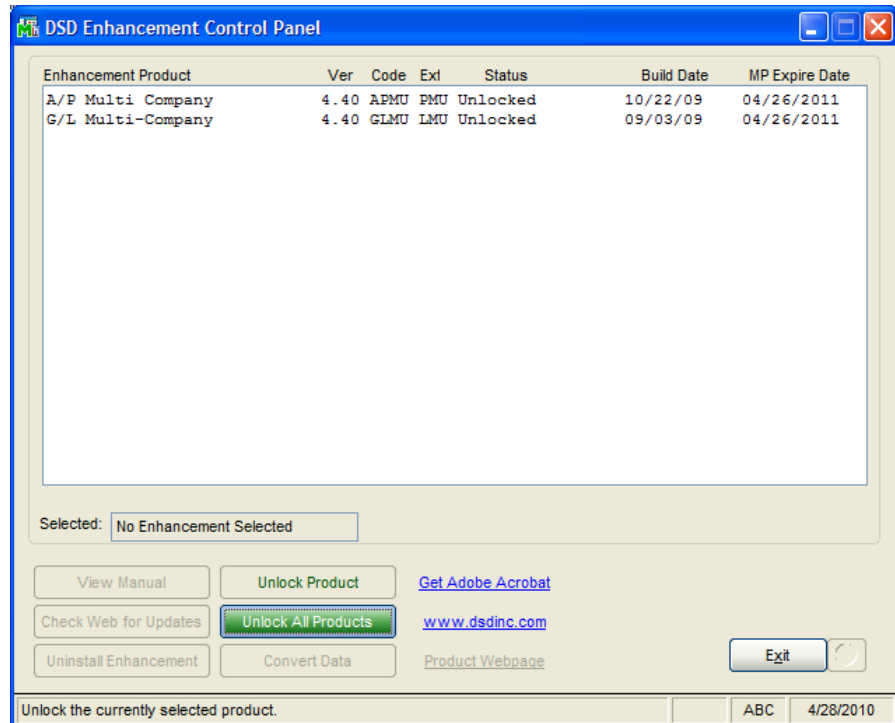 DSD Enhancement Control Panel
Enhancement Product Ver Code Ext Status Build Date MP Expire Date
A/P Multi Company 4.40 APMU PMU Unlocked 10/22/09 04/26/2011
G/L Multi-Company 4.40 GLMU LMU Unlocked 09/03/09 04/26/2011
Selected: No Enhancement Selected
View Manual Unlock Product Get Adobe Acrobat
Check Web for Updates Unlock All Products www.dsdinc.com
Uninstall Enhancement Convert Data Product Webpage Exit
Unlock the currently selected product. ABC 4/28/2010